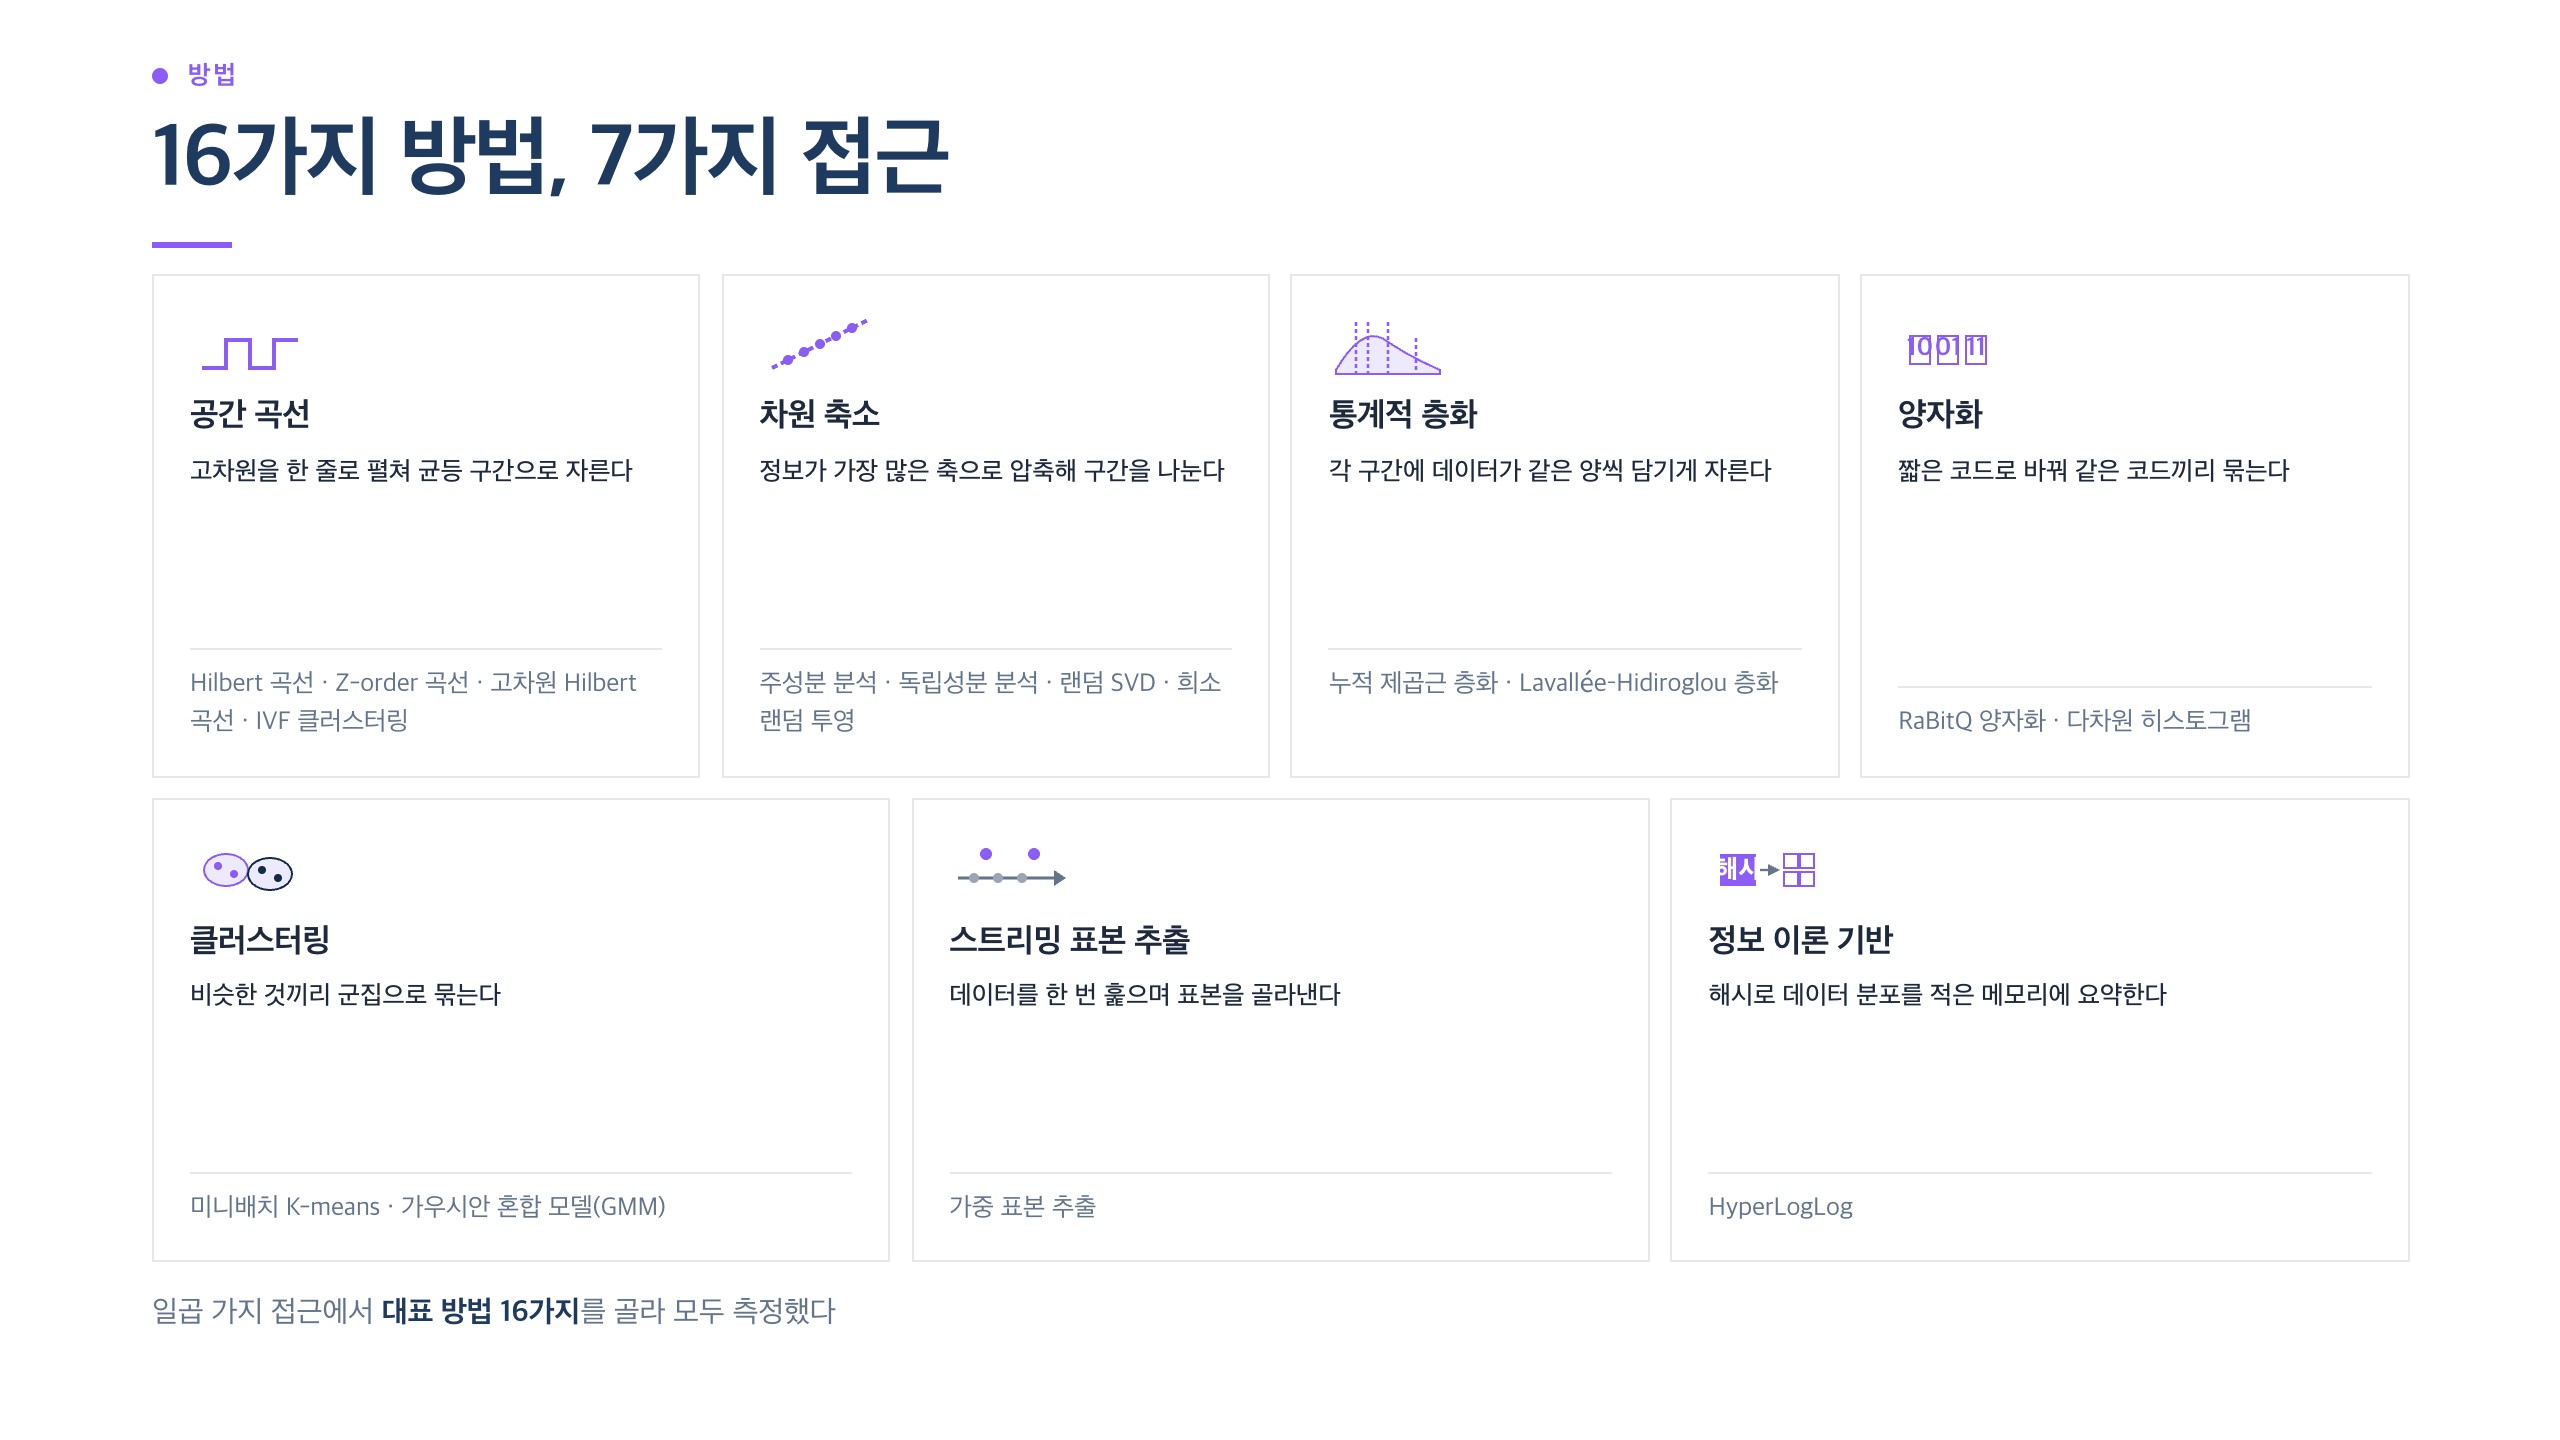 방법
16가지 방법, 7가지 접근
공간 곡선
고차원을 한 줄로 펼쳐 균등 구간으로 자른다
Hilbert 곡선 · Z-order 곡선 · 고차원 Hilbert
곡선 · IVF 클러스터링
차원 축소
정보가 가장 많은 축으로 압축해 구간을 나눈다
주성분 분석 · 독립성분 분석 · 랜덤 SVD · 희소
랜덤 투영
통계적 층화
각 구간에 데이터가 같은 양씩 담기게 자른다
누적 제곱근 층화 · Lavallée-Hidiroglou 층화
10 01 11
양자화
짧은 코드로 바꿔 같은 코드끼리 묶는다
RaBitQ 양자화 · 다차원 히스토그램
클러스터링
비슷한 것끼리 군집으로 묶는다
미니배치 K-means · 가우시안 혼합 모델(GMM)
스트리밍 표본 추출
데이터를 한 번 훑으며 표본을 골라낸다
가중 표본 추출
해시
정보 이론 기반
해시로 데이터 분포를 적은 메모리에 요약한다
HyperLogLog
일곱 가지 접근에서 대표 방법 16가지를 골라 모두 측정했다